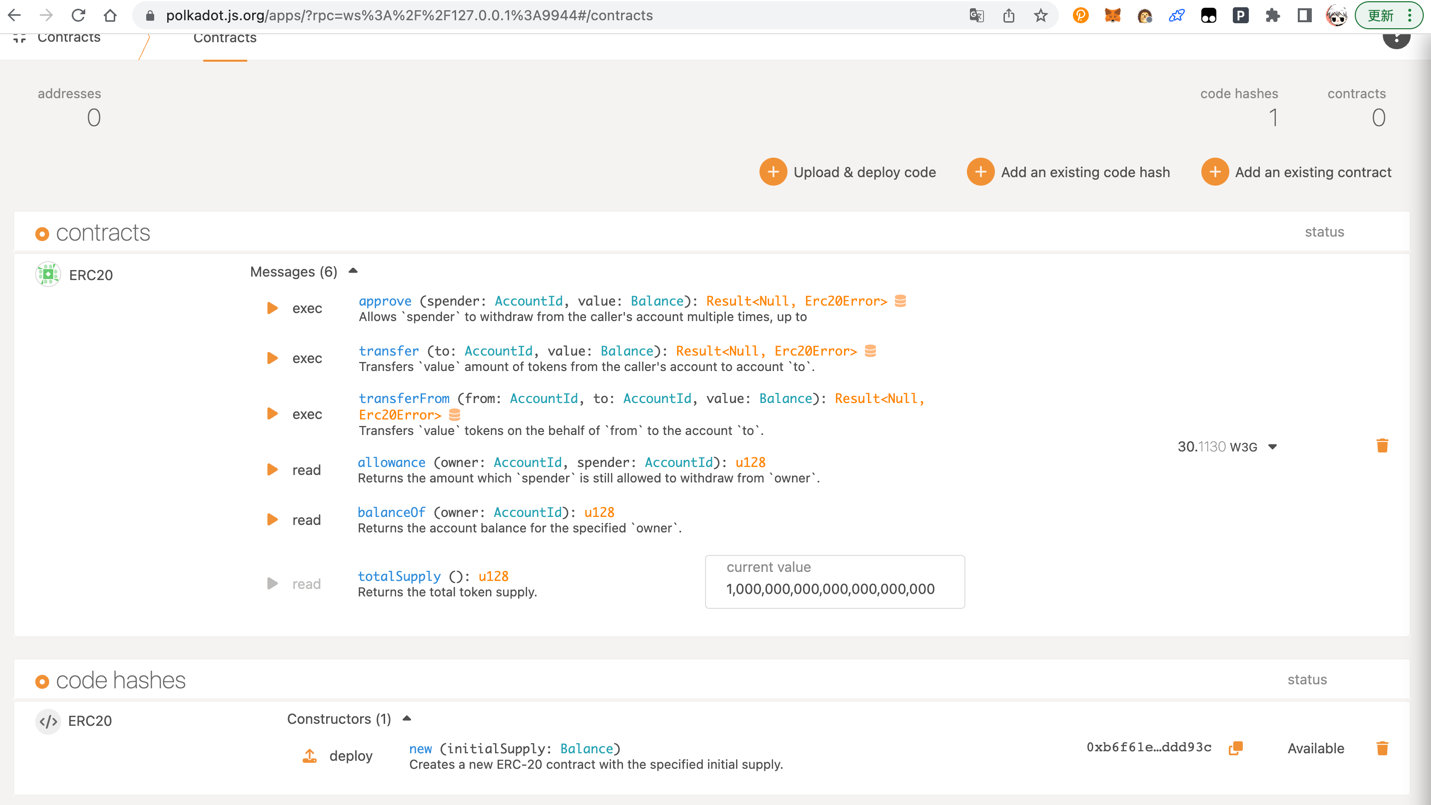 polkadot.js.org/apps/?rpc=ws%3A%2F%2F127.0.0.1%3A9944#/contracts
更新
Contracts
Contracts
?
addresses
0
code hashes
1
contracts
0
Upload & deploy code
Add an existing code hash
Add an existing contract
contracts
status
ERC20
Messages (6)
exec
approve (spender: AccountId, value: Balance): Result<Null, Erc20Error>
Allows `spender` to withdraw from the caller's account multiple times, up to
exec
transfer (to: AccountId, value: Balance): Result<Null, Erc20Error>
Transfers `value` amount of tokens from the caller's account to account `to`.
exec
transferFrom (from: AccountId, to: AccountId, value: Balance): Result<Null,
Erc20Error>
Transfers `value` tokens on the behalf of `from` to the account `to`.
read
allowance (owner: AccountId, spender: AccountId): u128
Returns the amount which `spender` is still allowed to withdraw from `owner`.
30.1130 W3G
read
balanceOf (owner: AccountId): u128
Returns the account balance for the specified `owner`.
read
totalSupply (): u128
Returns the total token supply.
current value
1,000,000,000,000,000,000,000
code hashes
status
ERC20
Constructors (1)
deploy
new (initialSupply: Balance)
Creates a new ERC-20 contract with the specified initial supply.
0xb6f61e…ddd93c
Available